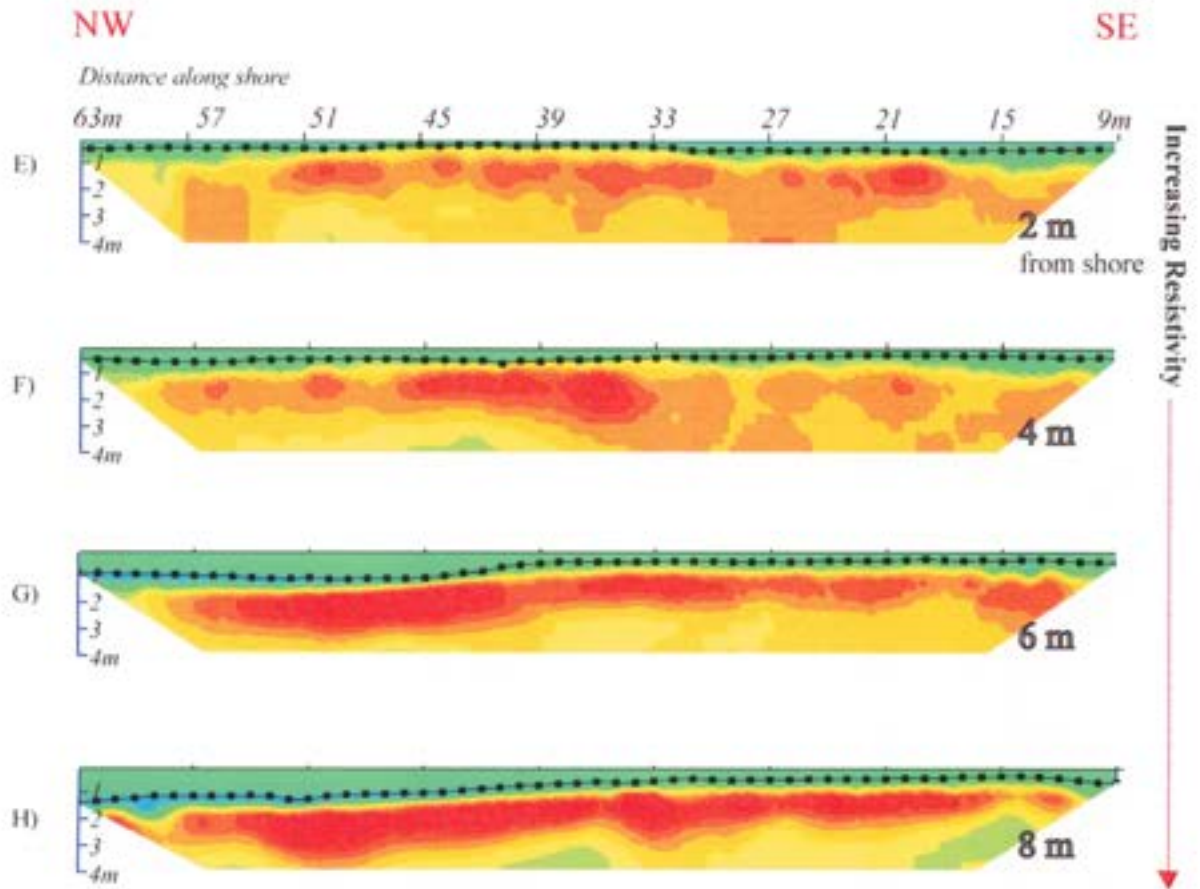 NW
SE
Distance along shore
63m 57 51 45 39 33 27 21 15 9m
E)
1
2
3
4m
2 m
from shore
Increasing Resistivity
F)
1
2
3
4m
4 m
G)
2
3
4m
6 m
H)
1
2
3
4m
8 m